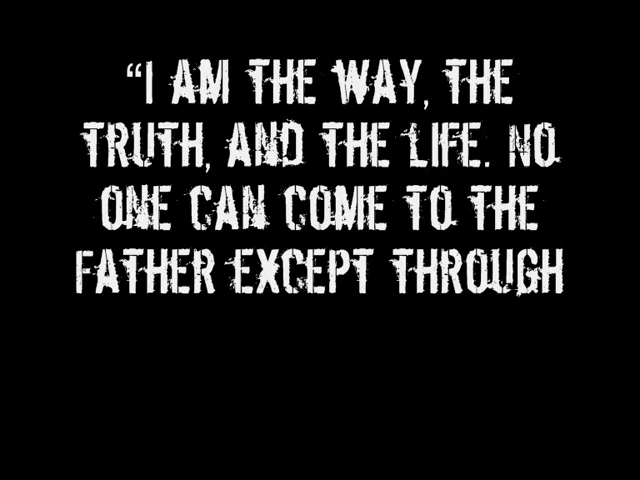 “I AM THE WAY, THE
TRUTH, AND THE LIFE. NO
ONE CAN COME TO THE
FATHER EXCEPT THROUGH